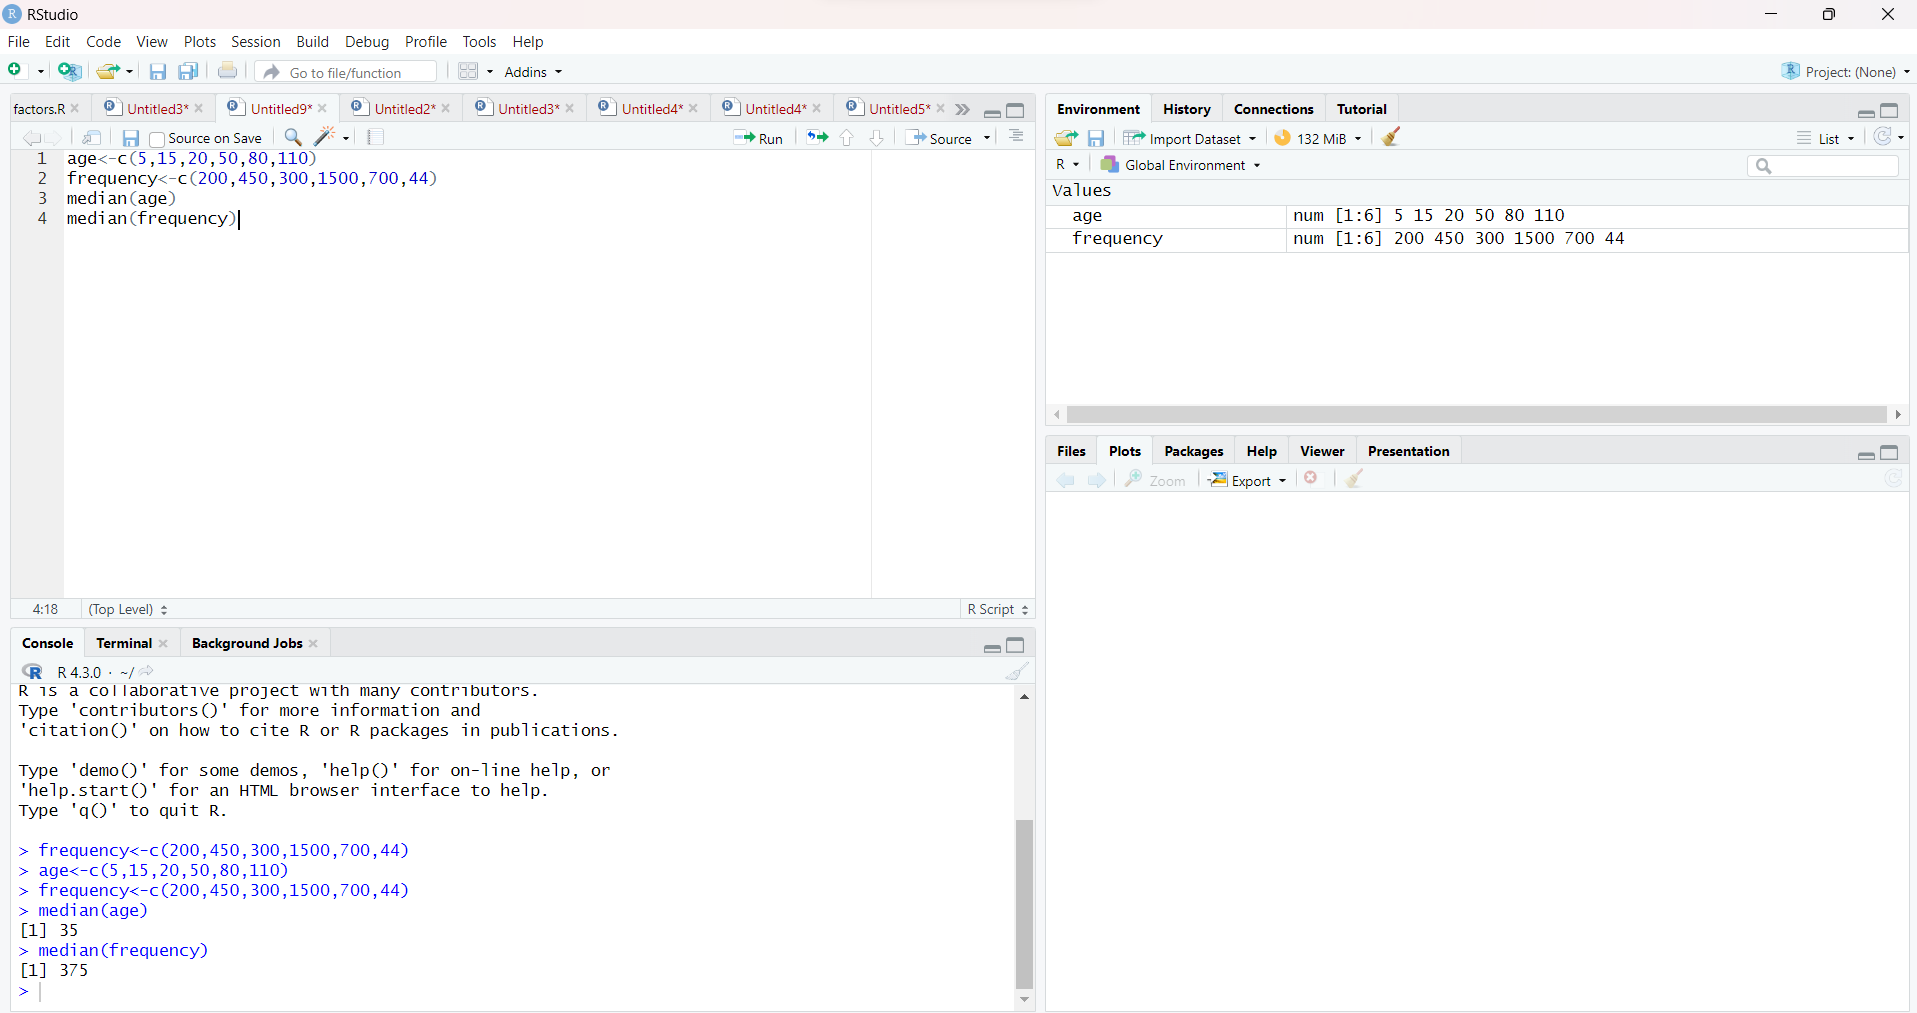 RStudio
File Edit Code View Plots Session Build Debug Profile Tools Help
Go to file/function Addins Project: (None)
factors.R Untitled3* Untitled9* Untitled2* Untitled3* Untitled4* Untitled4* Untitled5*
Source on Save Run Source
1 age<-c(5,15,20,50,80,110)
2 frequency<-c(200,450,300,1500,700,44)
3 median(age)
4 median(frequency)
4:18 (Top Level) R Script
Console Terminal Background Jobs
R 4.3.0 · ~/
R is a collaborative project with many contributors.
Type 'contributors()' for more information and
'citation()' on how to cite R or R packages in publications.
Type 'demo()' for some demos, 'help()' for on-line help, or
'help.start()' for an HTML browser interface to help.
Type 'q()' to quit R.
> frequency<-c(200,450,300,1500,700,44)
> age<-c(5,15,20,50,80,110)
> frequency<-c(200,450,300,1500,700,44)
> median(age)
[1] 35
> median(frequency)
[1] 375
>
Environment History Connections Tutorial
Import Dataset 132 MiB List
R Global Environment
Values
age num [1:6] 5 15 20 50 80 110
frequency num [1:6] 200 450 300 1500 700 44
Files Plots Packages Help Viewer Presentation
Zoom Export